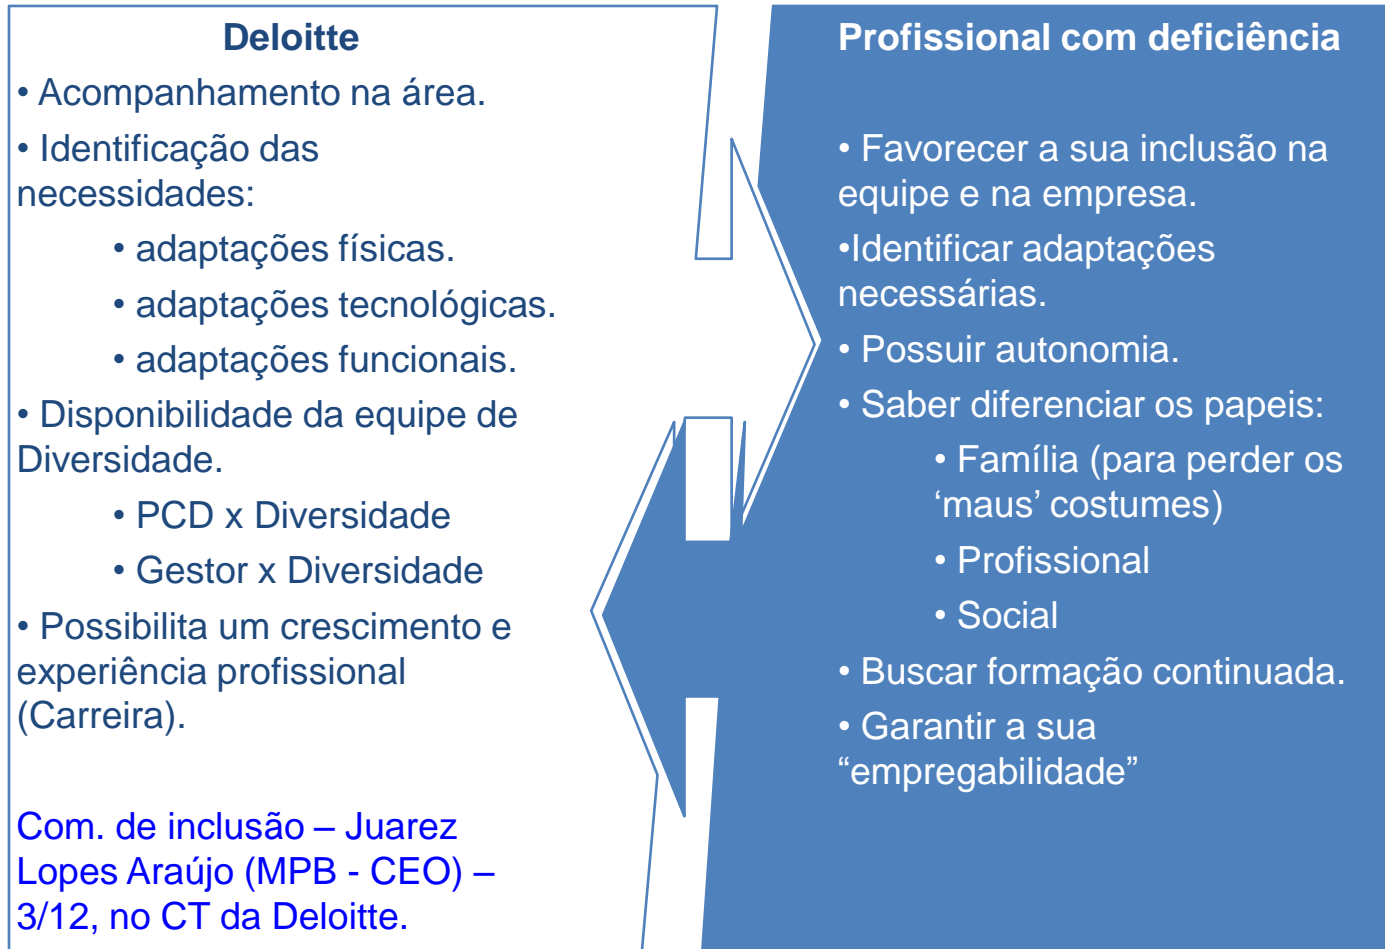 Deloitte
• Acompanhamento na área.
• Identificação das
necessidades:
• adaptações físicas.
• adaptações tecnológicas.
• adaptações funcionais.
• Disponibilidade da equipe de
Diversidade.
• PCD x Diversidade
• Gestor x Diversidade
• Possibilita um crescimento e
experiência profissional
(Carreira).
Com. de inclusão – Juarez
Lopes Araújo (MPB - CEO) –
3/12, no CT da Deloitte.
Profissional com deficiência
• Favorecer a sua inclusão na
equipe e na empresa.
•Identificar adaptações
necessárias.
• Possuir autonomia.
• Saber diferenciar os papeis:
• Família (para perder os
‘maus’ costumes)
• Profissional
• Social
• Buscar formação continuada.
• Garantir a sua
“empregabilidade”